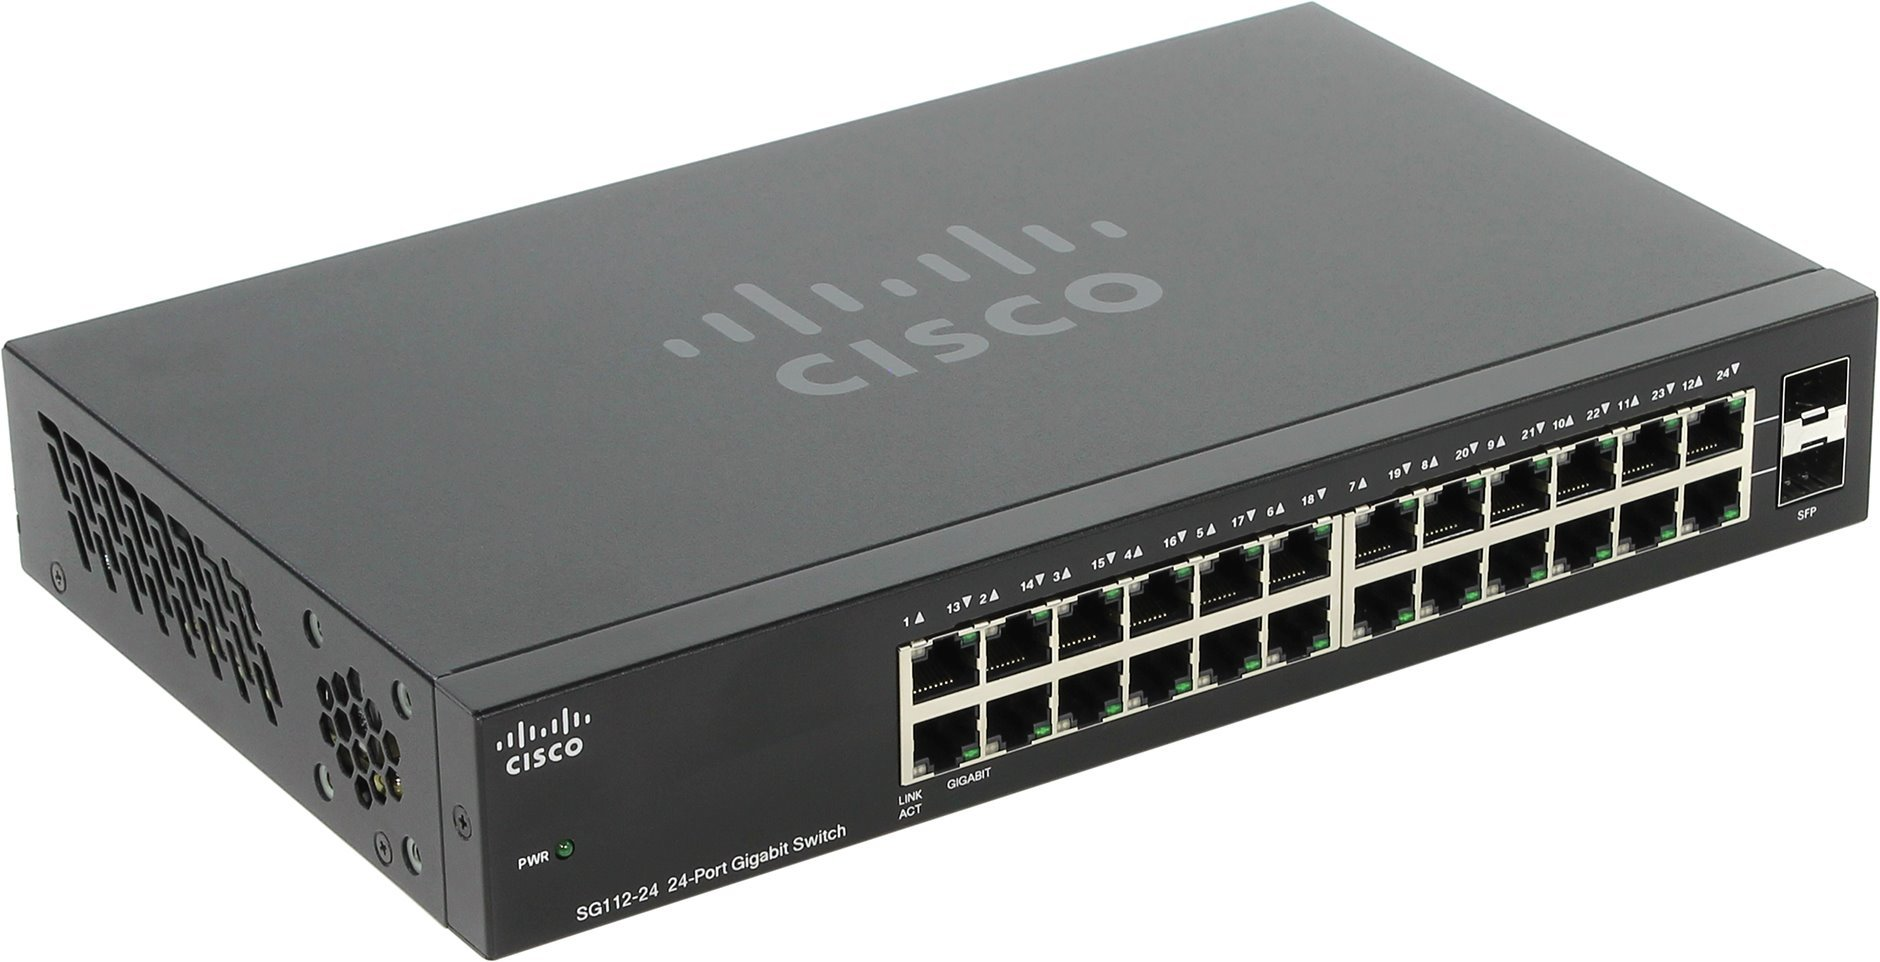 CISCO
1▲ 13▼ 2▲ 14▼ 3▲ 15▼ 4▲ 16▼ 5▲ 17▼ 6▲ 18▼ 7▲ 19▼ 8▲ 20▼ 9▲ 21▼ 10▲ 22▼ 11▲ 23▼ 12▲ 24▼
SFP
CISCO
LINK
ACT
GIGABIT
PWR
SG112-24 24-Port Gigabit Switch